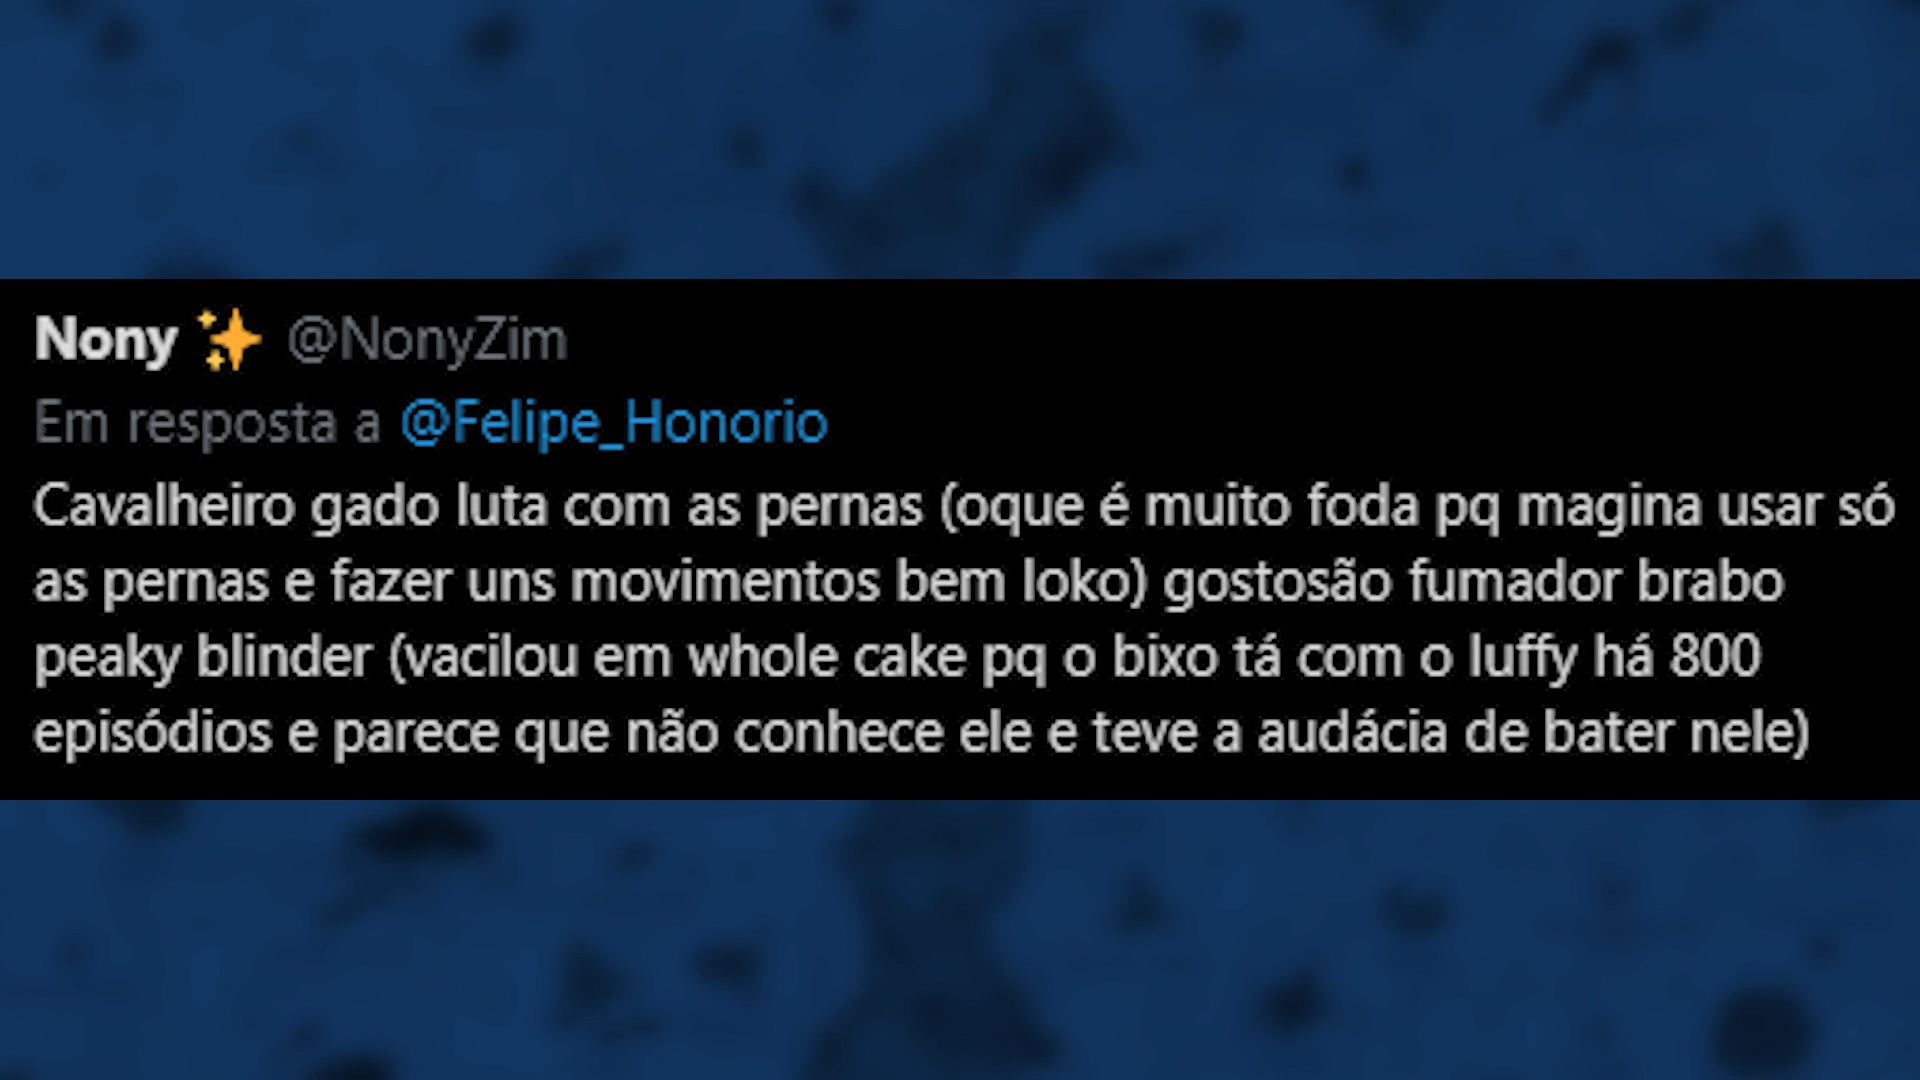 Nony ✨ @NonyZim
Em resposta a @Felipe_Honorio
Cavalheiro gado luta com as pernas (oque é muito foda pq magina usar só
as pernas e fazer uns movimentos bem loko) gostosão fumador brabo
peaky blinder (vacilou em whole cake pq o bixo tá com o luffy há 800
episódios e parece que não conhece ele e teve a audácia de bater nele)